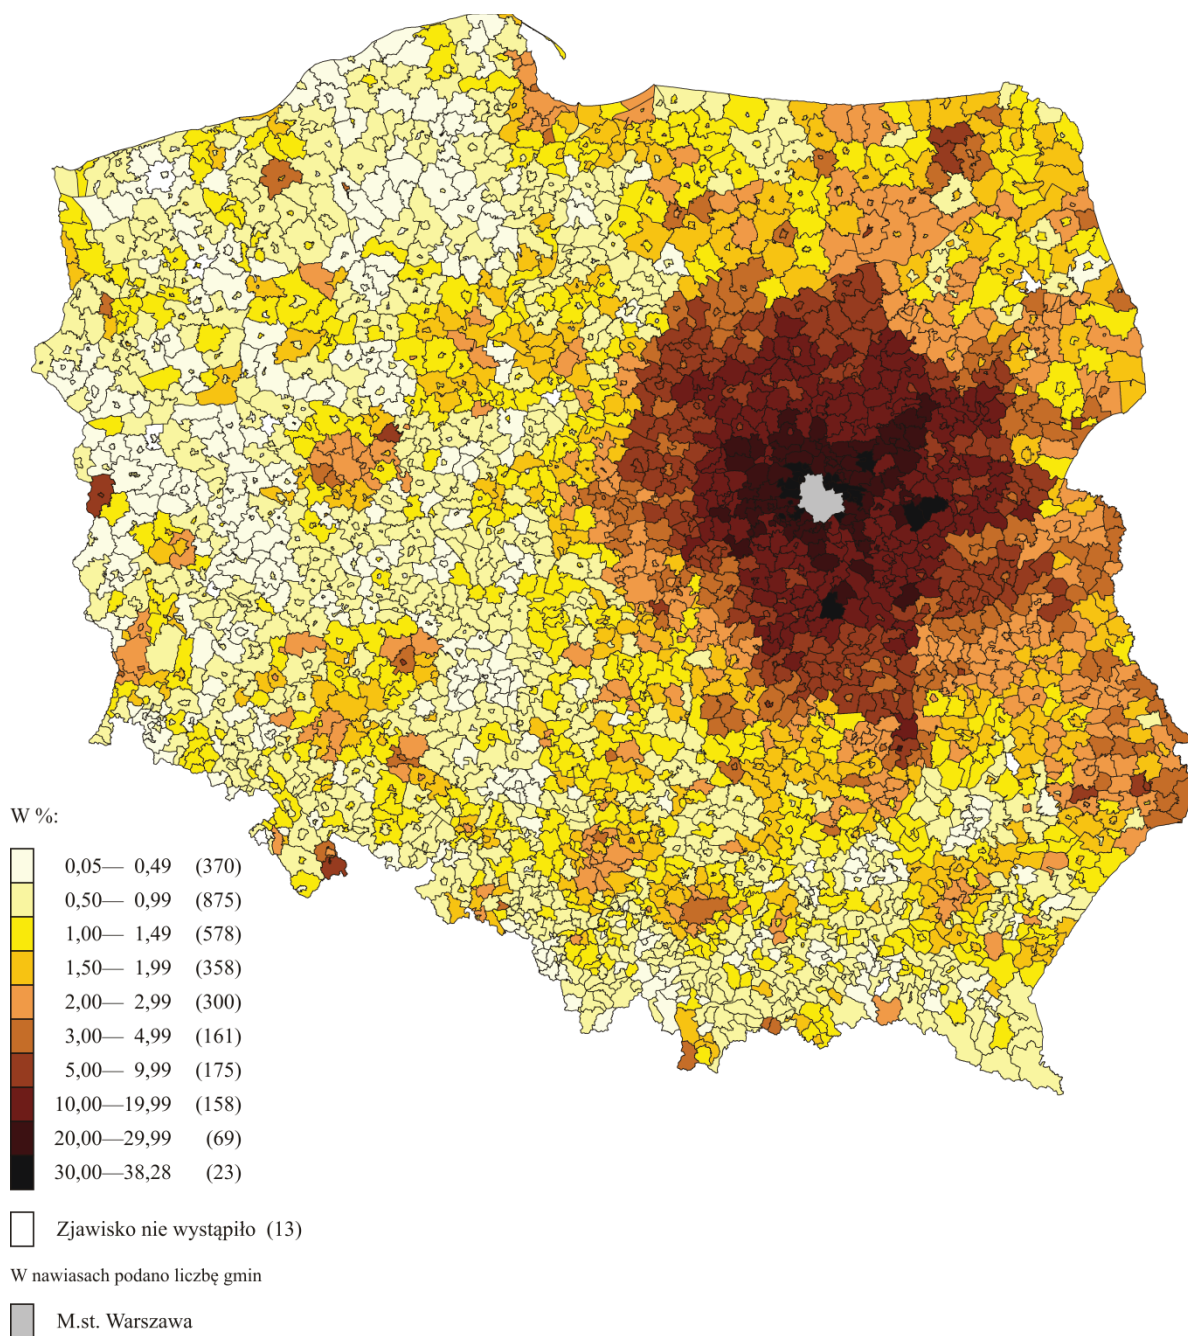 W %:
0,05— 0,49 (370)
0,50— 0,99 (875)
1,00— 1,49 (578)
1,50— 1,99 (358)
2,00— 2,99 (300)
3,00— 4,99 (161)
5,00— 9,99 (175)
10,00—19,99 (158)
20,00—29,99 (69)
30,00—38,28 (23)
Zjawisko nie wystąpiło (13)
W nawiasach podano liczbę gmin
M.st. Warszawa